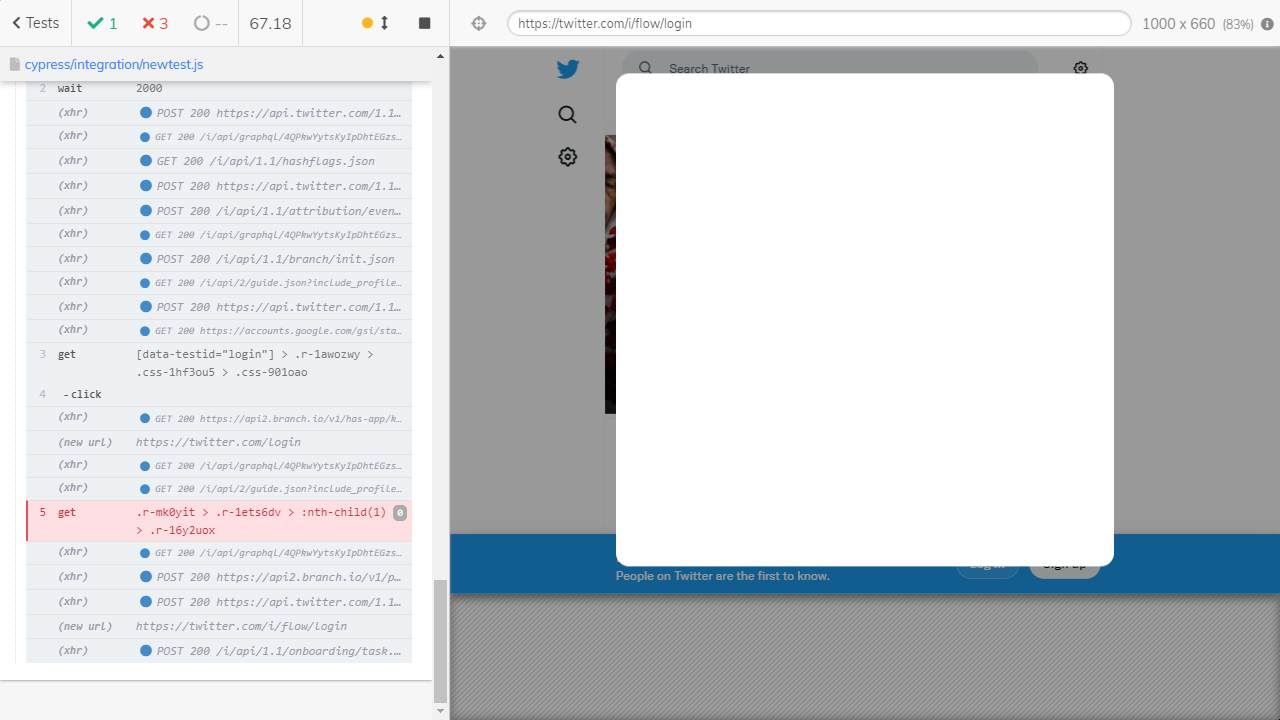 Tests
1
3
--
67.18
https://twitter.com/i/flow/login
1000 x 660 (83%)
cypress/integration/newtest.js
2 wait 2000
(xhr) POST 200 https://api.twitter.com/1.1…
(xhr) GET 200 /i/api/graphql/4QPkwYytsKyIpDhtEGzs…
(xhr) GET 200 /i/api/1.1/hashflags.json
(xhr) POST 200 https://api.twitter.com/1.1…
(xhr) POST 200 /i/api/1.1/attribution/even…
(xhr) GET 200 /i/api/graphql/4QPkwYytsKyIpDhtEGzs…
(xhr) POST 200 /i/api/1.1/branch/init.json
(xhr) GET 200 /i/api/2/guide.json?include_profile…
(xhr) POST 200 https://api.twitter.com/1.1…
(xhr) GET 200 https://accounts.google.com/gsi/sta…
3 get [data-testid="login"] > .r-1awozwy >
.css-1hf3ou5 > .css-901oao
4 -click
(xhr) GET 200 https://api2.branch.io/v1/has-app/k…
(new url) https://twitter.com/login
(xhr) GET 200 /i/api/graphql/4QPkwYytsKyIpDhtEGzs…
(xhr) GET 200 /i/api/2/guide.json?include_profile…
5 get .r-mk0yit > .r-1ets6dv > :nth-child(1) 0
> .r-16y2uox
(xhr) GET 200 /i/api/graphql/4QPkwYytsKyIpDhtEGzs…
(xhr) POST 200 https://api2.branch.io/v1/p…
(xhr) POST 200 https://api.twitter.com/1.1…
(new url) https://twitter.com/i/flow/login
(xhr) POST 200 /i/api/1.1/onboarding/task.…
Search Twitter
People on Twitter are the first to know.
Log in
Sign up